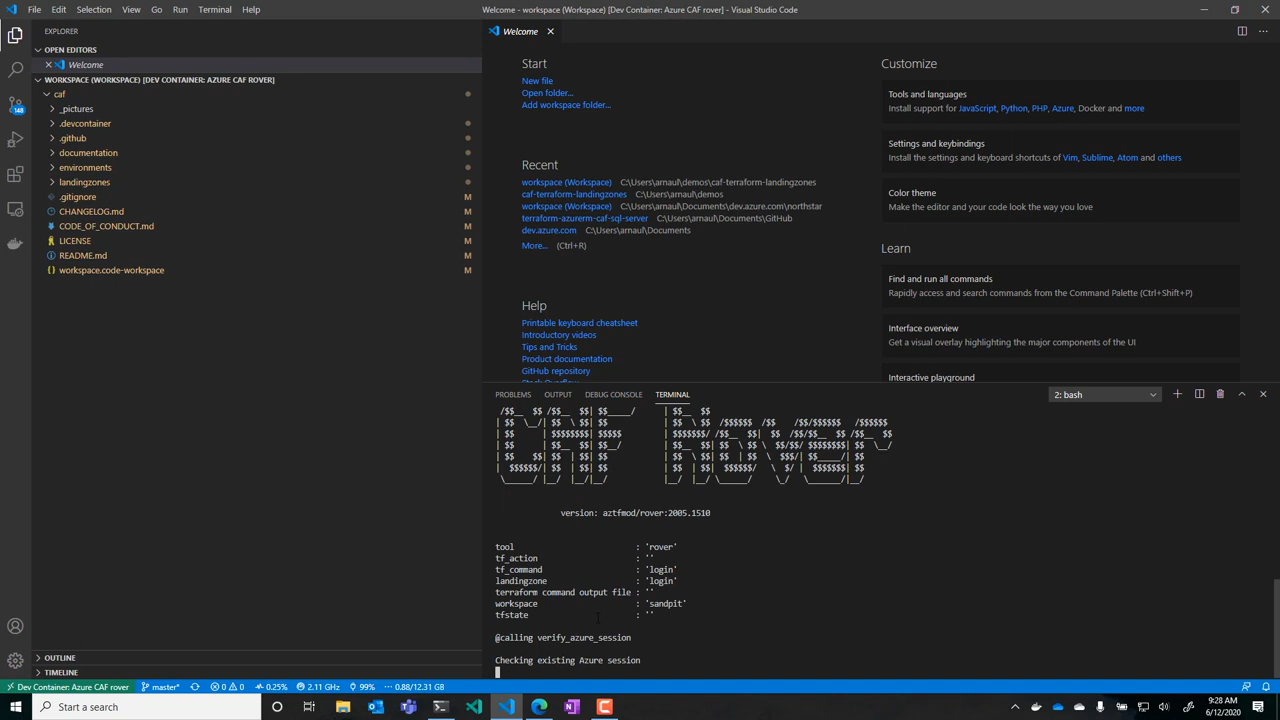 File Edit Selection View Go Run Terminal Help
Welcome - workspace (Workspace) [Dev Container: Azure CAF rover] - Visual Studio Code
EXPLORER
OPEN EDITORS
Welcome
WORKSPACE (WORKSPACE) [DEV CONTAINER: AZURE CAF ROVER]
caf
_pictures
.devcontainer
.github
documentation
environments
landingzones
.gitignore M
CHANGELOG.md M
CODE_OF_CONDUCT.md M
LICENSE M
README.md M
workspace.code-workspace M
OUTLINE
TIMELINE
148
Welcome
Start
New file
Open folder...
Add workspace folder...
Recent
workspace (Workspace) C:\Users\arnaul\demos\caf-terraform-landingzones
caf-terraform-landingzones C:\Users\arnaul\demos
workspace (Workspace) C:\Users\arnaul\Documents\dev.azure.com\northstar
terraform-azurerm-caf-sql-server C:\Users\arnaul\Documents\GitHub
dev.azure.com C:\Users\arnaul\Documents
More... (Ctrl+R)
Help
Printable keyboard cheatsheet
Introductory videos
Tips and Tricks
Product documentation
GitHub repository
Stack Overflow
Customize
Tools and languages
Install support for JavaScript, Python, PHP, Azure, Docker and more
Settings and keybindings
Install the settings and keyboard shortcuts of Vim, Sublime, Atom and others
Color theme
Make the editor and your code look the way you love
Learn
Find and run all commands
Rapidly access and search commands from the Command Palette (Ctrl+Shift+P)
Interface overview
Get a visual overlay highlighting the major components of the UI
Interactive playground
PROBLEMS OUTPUT DEBUG CONSOLE TERMINAL
2: bash
version: aztfmod/rover:2005.1510
tool : 'rover'
tf_action : ''
tf_command : 'login'
landingzone : 'login'
terraform command output file : ''
workspace : 'sandpit'
tfstate : ''
@calling verify_azure_session
Checking existing Azure session
Dev Container: Azure CAF rover master* 0 0 0.25% 2.11 GHz 99% 0.88/12.31 GB
Start a search
9:28 AM
6/12/2020